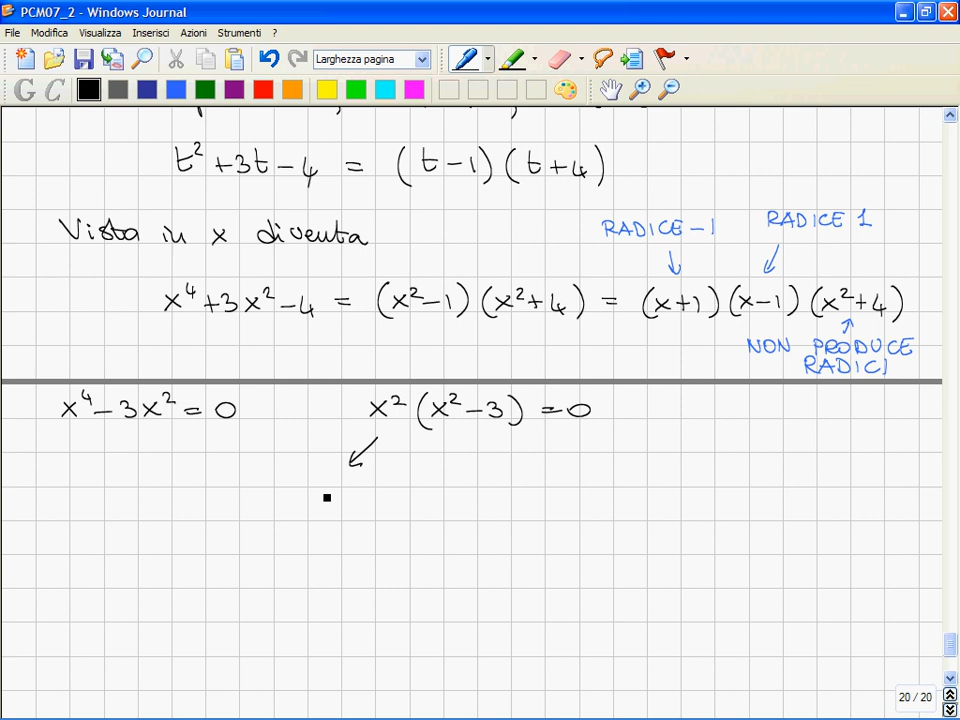 PCM07_2 - Windows Journal
File Modifica Visualizza Inserisci Azioni Strumenti ?
Larghezza pagina
G C
t² + 3t - 4 = (t-1)(t+4)
Vista in x diventa
RADICE -1 RADICE 1
x⁴ + 3x² - 4 = (x²-1)(x²+4) = (x+1)(x-1)(x²+4)
NON PRODUCE
RADICI
x⁴ - 3x² = 0 x²(x²-3) = 0
20 / 20